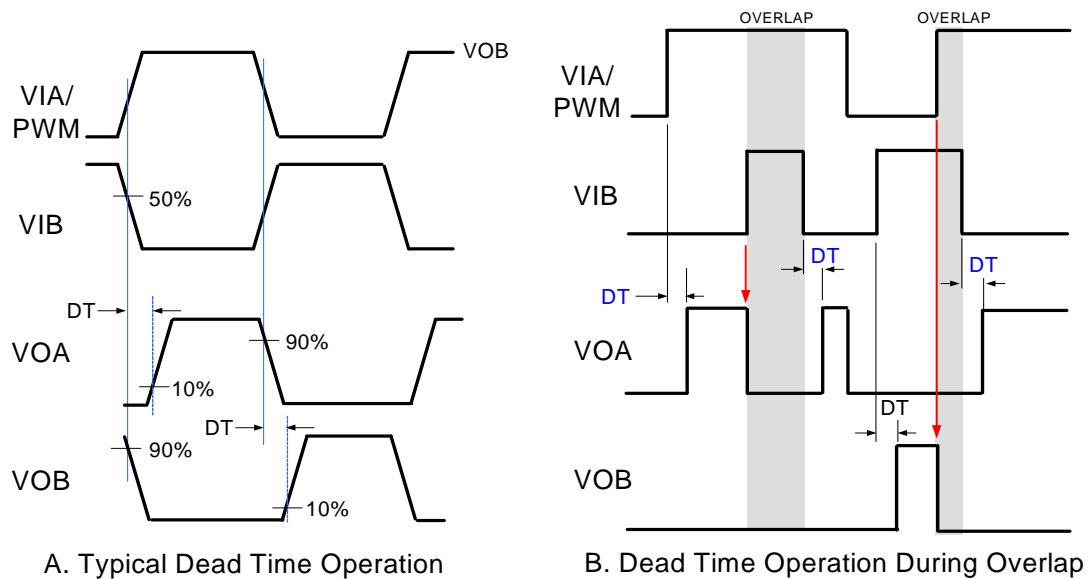 VOB
VIA/
PWM
50%
VIB
DT
VOA
90%
10%
DT
90%
VOB
10%
A. Typical Dead Time Operation
OVERLAP
OVERLAP
VIA/
PWM
VIB
DT
DT
DT
VOA
DT
VOB
B. Dead Time Operation During Overlap